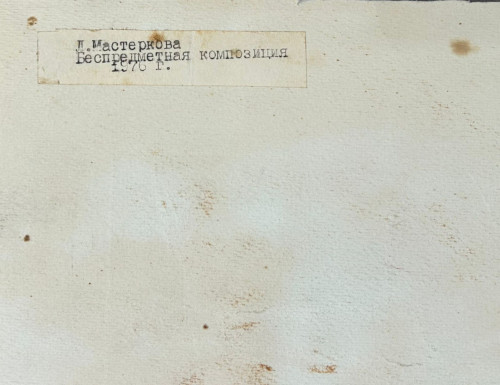 Л.Мастеркова
Беспредметная композиция
1976 г.